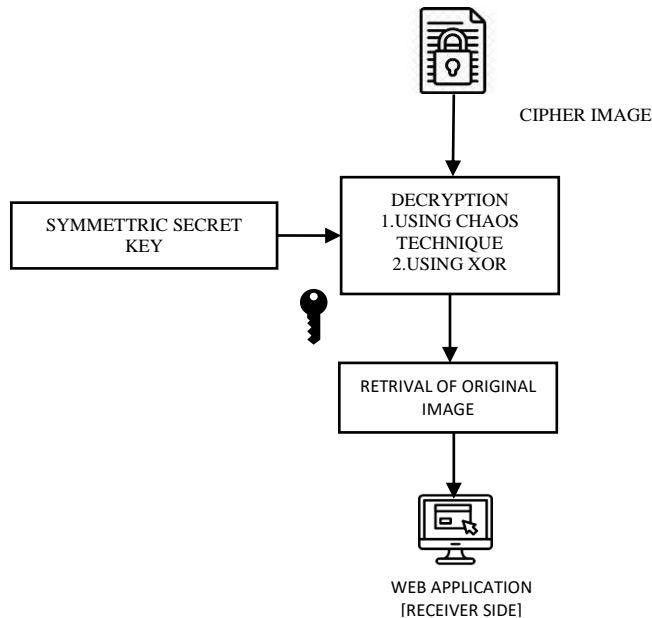 CIPHER IMAGE
SYMMETTRIC SECRET
KEY
DECRYPTION
1.USING CHAOS
TECHNIQUE
2.USING XOR
RETRIVAL OF ORIGINAL
IMAGE
WEB APPLICATION
[RECEIVER SIDE]